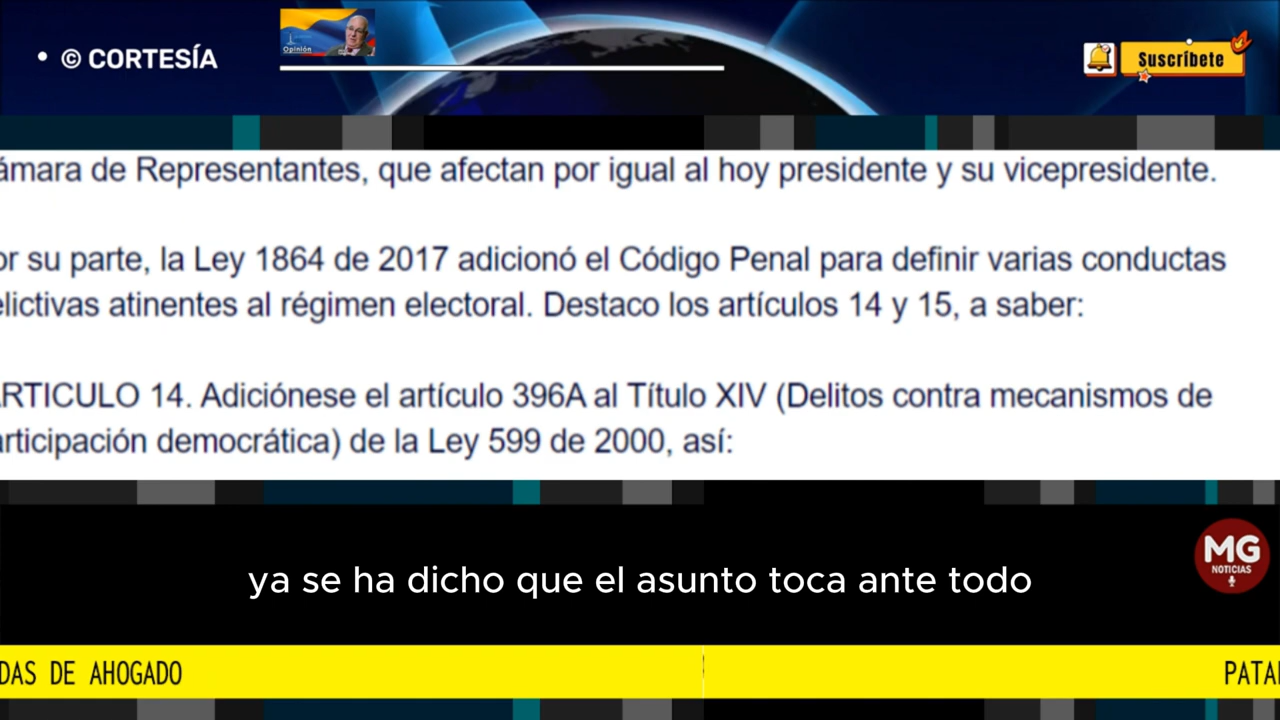 • © CORTESÍA
Opinión
Suscríbete
ámara de Representantes, que afectan por igual al hoy presidente y su vicepresidente.
or su parte, la Ley 1864 de 2017 adicionó el Código Penal para definir varias conductas
elictivas atinentes al régimen electoral. Destaco los artículos 14 y 15, a saber:
RTICULO 14. Adiciónese el artículo 396A al Título XIV (Delitos contra mecanismos de
articipación democrática) de la Ley 599 de 2000, así:
MG
NOTICIAS
ya se ha dicho que el asunto toca ante todo
DAS DE AHOGADO PATA